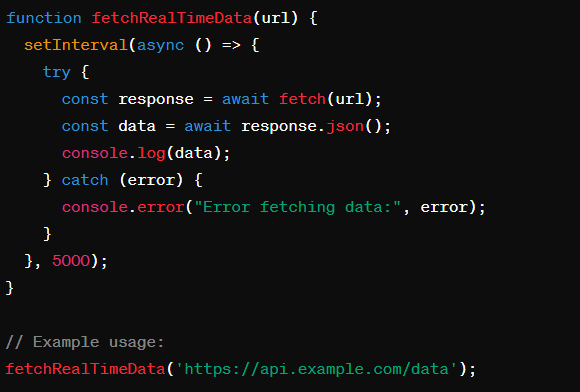 function fetchRealTimeData(url) {
  setInterval(async () => {
    try {
      const response = await fetch(url);
      const data = await response.json();
      console.log(data);
    } catch (error) {
      console.error("Error fetching data:", error);
    }
  }, 5000);
}

// Example usage:
fetchRealTimeData('https://api.example.com/data');